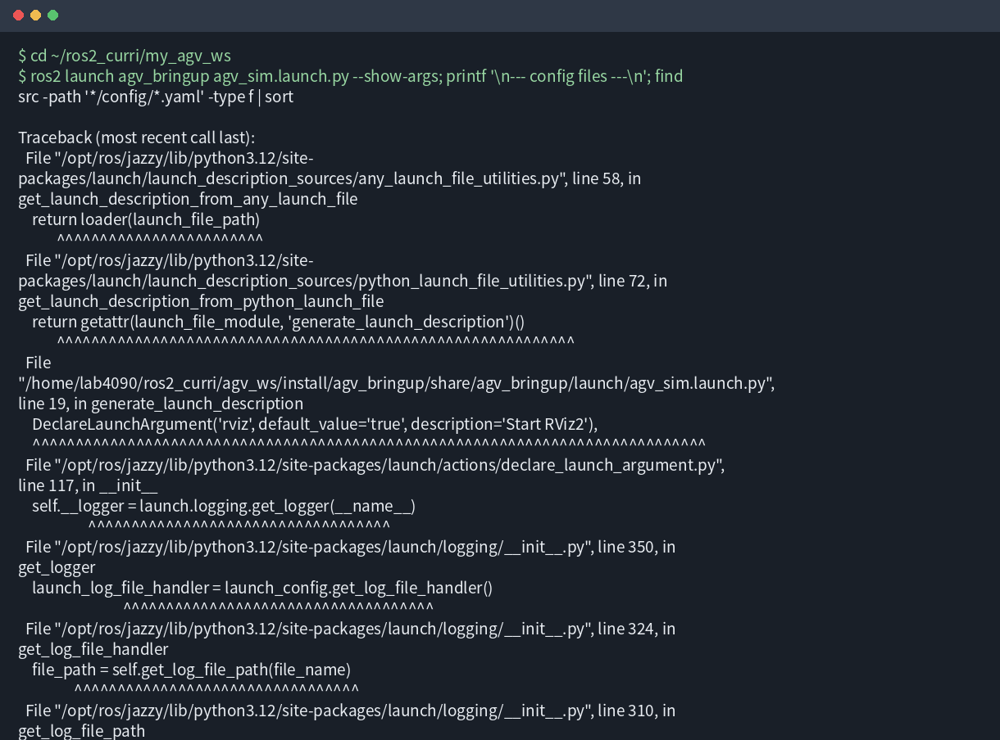 $ cd ~/ros2_curri/my_agv_ws
$ ros2 launch agv_bringup agv_sim.launch.py --show-args; printf '\n--- config files ---\n'; find
src -path '*/config/*.yaml' -type f | sort

Traceback (most recent call last):
  File "/opt/ros/jazzy/lib/python3.12/site-
packages/launch/launch_description_sources/any_launch_file_utilities.py", line 58, in
get_launch_description_from_any_launch_file
    return loader(launch_file_path)
           ^^^^^^^^^^^^^^^^^^^^^^^^
  File "/opt/ros/jazzy/lib/python3.12/site-
packages/launch/launch_description_sources/python_launch_file_utilities.py", line 72, in
get_launch_description_from_python_launch_file
    return getattr(launch_file_module, 'generate_launch_description')()
           ^^^^^^^^^^^^^^^^^^^^^^^^^^^^^^^^^^^^^^^^^^^^^^^^^^^^^^^^^^^^
  File
"/home/lab4090/ros2_curri/agv_ws/install/agv_bringup/share/agv_bringup/launch/agv_sim.launch.py",
line 19, in generate_launch_description
    DeclareLaunchArgument('rviz', default_value='true', description='Start RViz2'),
    ^^^^^^^^^^^^^^^^^^^^^^^^^^^^^^^^^^^^^^^^^^^^^^^^^^^^^^^^^^^^^^^^^^^^^^^^^^^^^^
  File "/opt/ros/jazzy/lib/python3.12/site-packages/launch/actions/declare_launch_argument.py",
line 117, in __init__
    self.__logger = launch.logging.get_logger(__name__)
                    ^^^^^^^^^^^^^^^^^^^^^^^^^^^^^^^^^^^
  File "/opt/ros/jazzy/lib/python3.12/site-packages/launch/logging/__init__.py", line 350, in
get_logger
    launch_log_file_handler = launch_config.get_log_file_handler()
                              ^^^^^^^^^^^^^^^^^^^^^^^^^^^^^^^^^^^^
  File "/opt/ros/jazzy/lib/python3.12/site-packages/launch/logging/__init__.py", line 324, in
get_log_file_handler
    file_path = self.get_log_file_path(file_name)
                ^^^^^^^^^^^^^^^^^^^^^^^^^^^^^^^^^
  File "/opt/ros/jazzy/lib/python3.12/site-packages/launch/logging/__init__.py", line 310, in
get_log_file_path